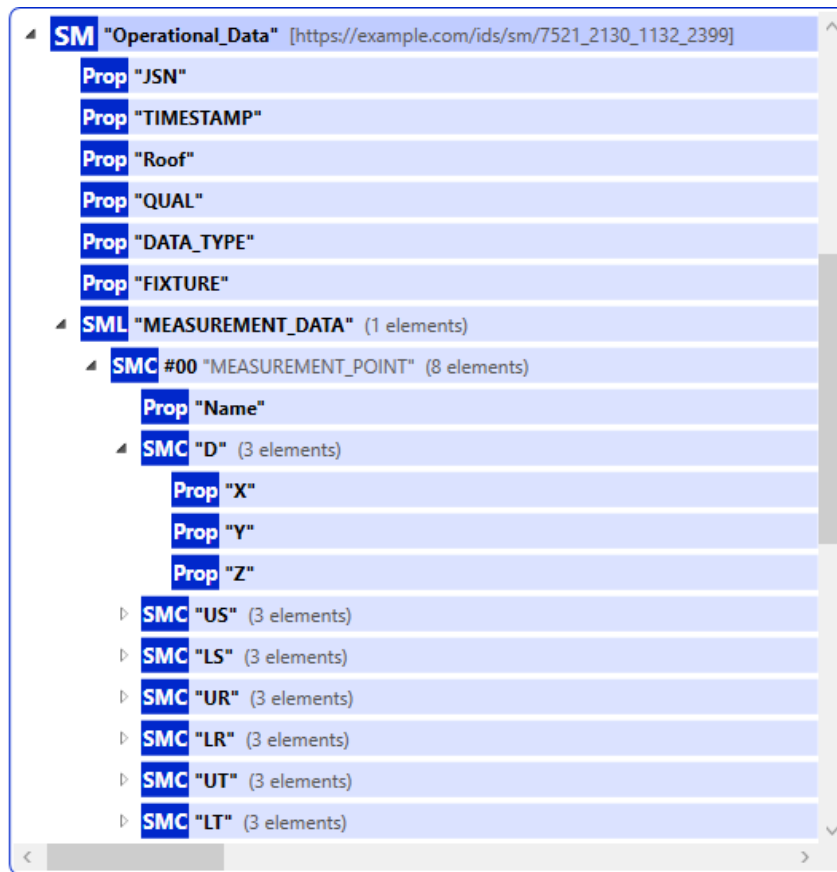 SM "Operational_Data" [https://example.com/ids/sm/7521_2130_1132_2399]
Prop "JSN"
Prop "TIMESTAMP"
Prop "Roof"
Prop "QUAL"
Prop "DATA_TYPE"
Prop "FIXTURE"
SML "MEASUREMENT_DATA" (1 elements)
SMC #00 "MEASUREMENT_POINT" (8 elements)
Prop "Name"
SMC "D" (3 elements)
Prop "X"
Prop "Y"
Prop "Z"
SMC "US" (3 elements)
SMC "LS" (3 elements)
SMC "UR" (3 elements)
SMC "LR" (3 elements)
SMC "UT" (3 elements)
SMC "LT" (3 elements)